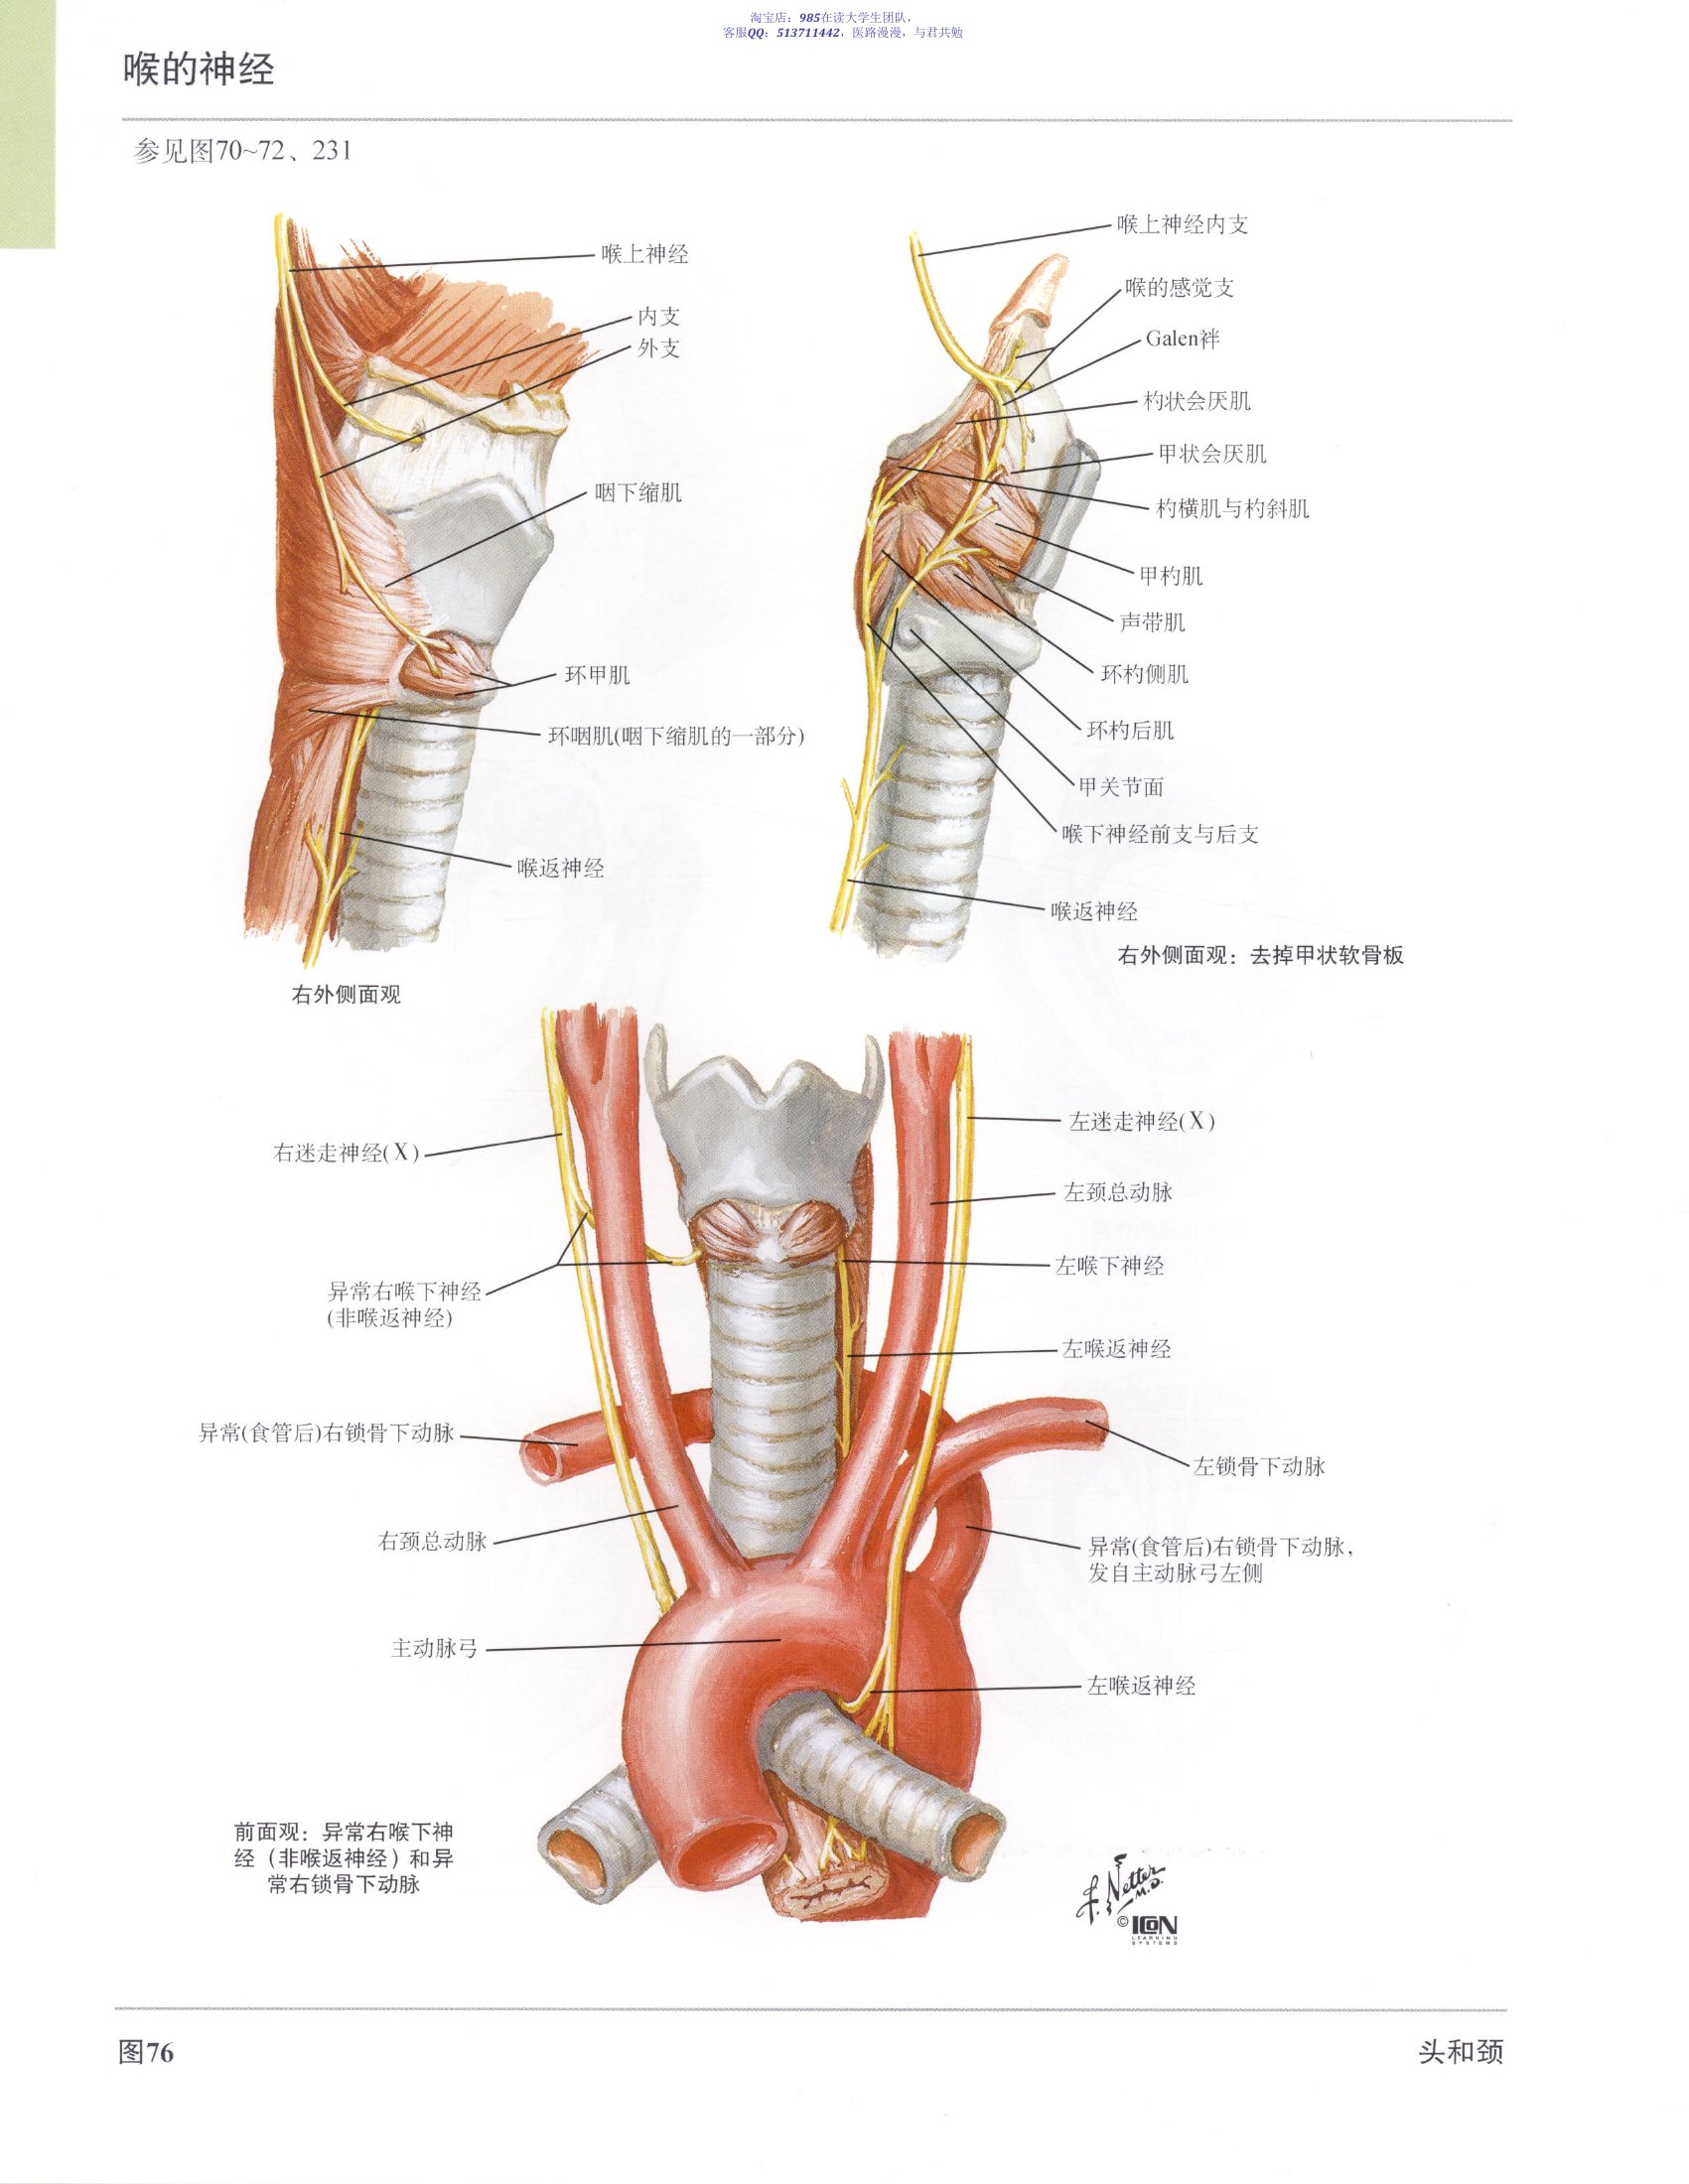 淘宝店：985在读大学生团队，
客服QQ：513711442，医路漫漫，与君共勉
喉的神经
参见图70~72、231
喉上神经
内支
外支
咽下缩肌
环甲肌
环咽肌(咽下缩肌的一部分)
喉返神经
右外侧面观
喉上神经内支
喉的感觉支
Galen袢
杓状会厌肌
甲状会厌肌
杓横肌与杓斜肌
甲杓肌
声带肌
环杓侧肌
环杓后肌
甲关节面
喉下神经前支与后支
喉返神经
右外侧面观：去掉甲状软骨板
右迷走神经(X)
异常右喉下神经
(非喉返神经)
异常(食管后)右锁骨下动脉
右颈总动脉
主动脉弓
左迷走神经(X)
左颈总动脉
左喉下神经
左喉返神经
左锁骨下动脉
异常(食管后)右锁骨下动脉，
发自主动脉弓左侧
左喉返神经
前面观：异常右喉下神
经（非喉返神经）和异
常右锁骨下动脉
F. Netter
M.D.
© ICON
LEARNING
SYSTEMS
图76
头和颈